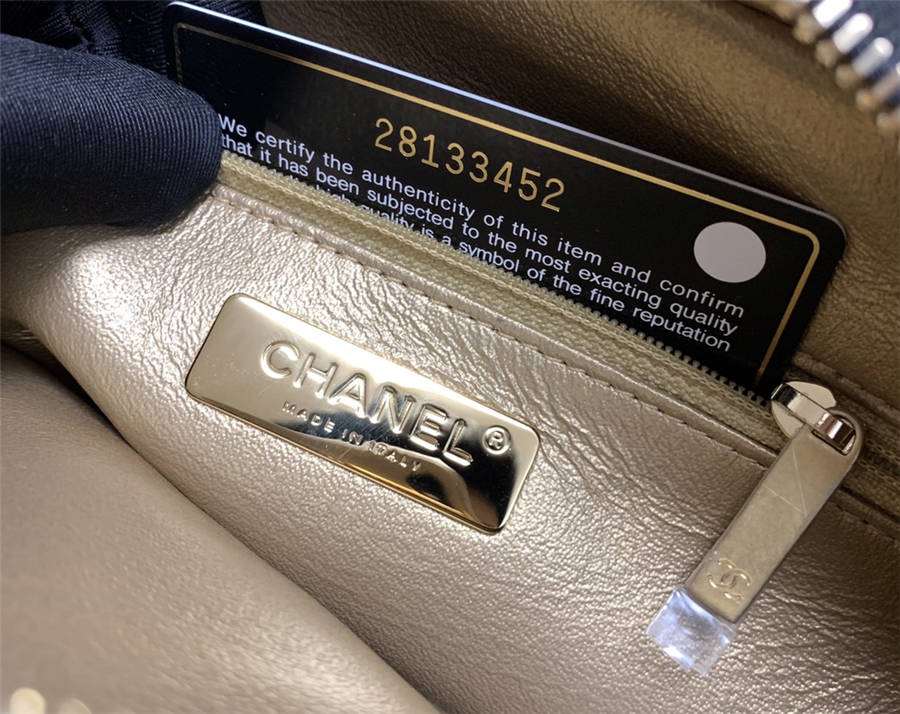 28133452
We certify the authenticity of this item and confirm
that it has been subjected to the most exacting quality
quality is a symbol of the fine reputation
CHANEL®
MADE IN ITALY